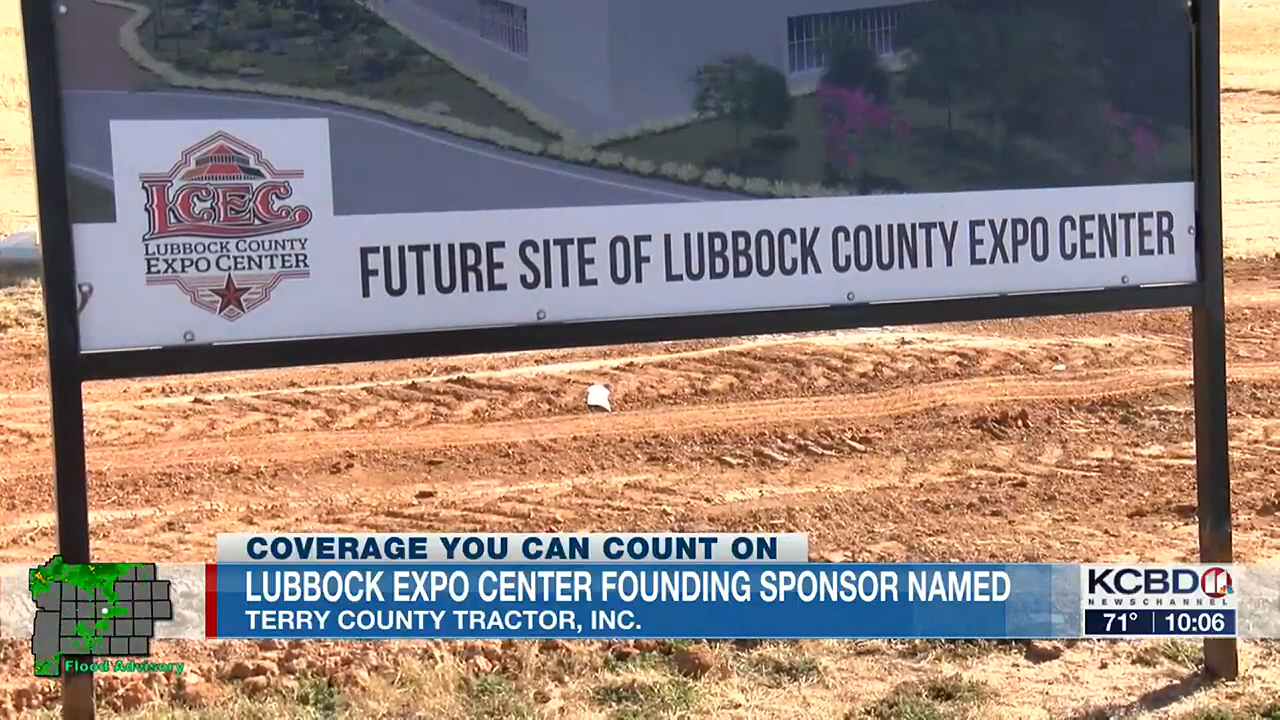 LCEC
LUBBOCK COUNTY
EXPO CENTER
FUTURE SITE OF LUBBOCK COUNTY EXPO CENTER
COVERAGE YOU CAN COUNT ON
LUBBOCK EXPO CENTER FOUNDING SPONSOR NAMED
TERRY COUNTY TRACTOR, INC.
KCBD 11
NEWSCHANNEL
71° 10:06
Flood Advisory